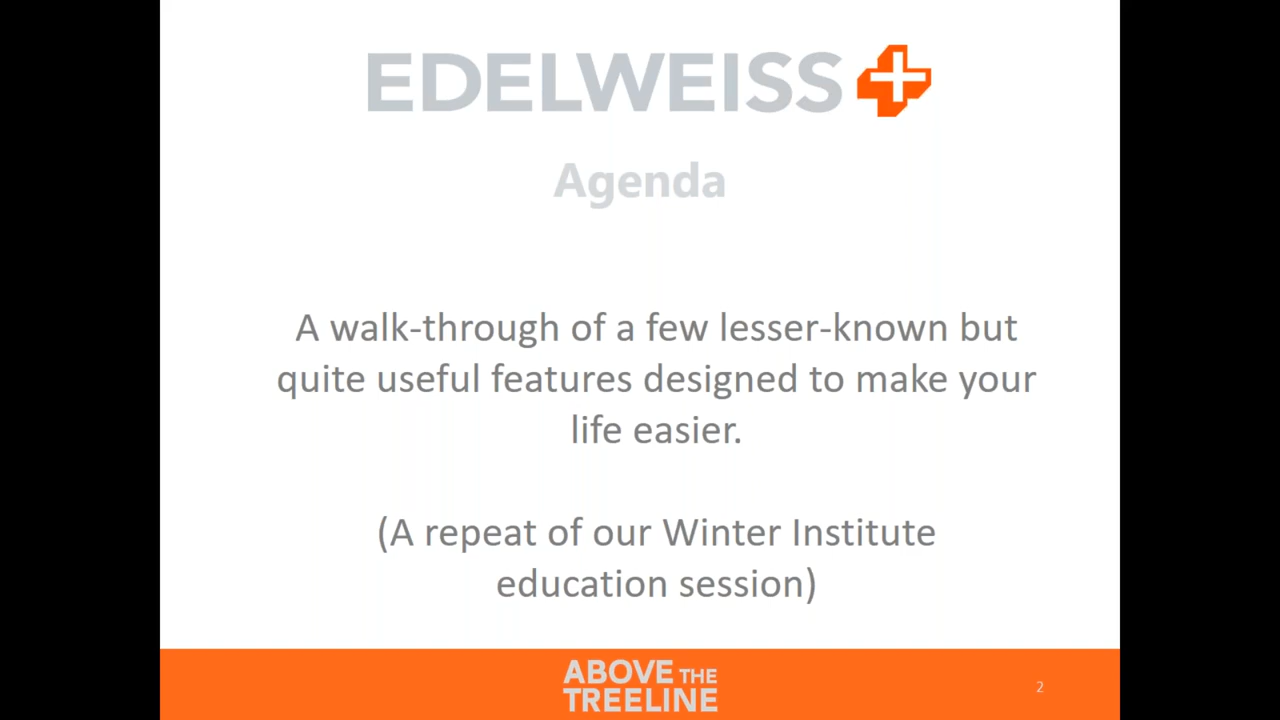 EDELWEISS
Agenda
A walk-through of a few lesser-known but
quite useful features designed to make your
life easier.
(A repeat of our Winter Institute
education session)
ABOVE THE
TREELINE
2